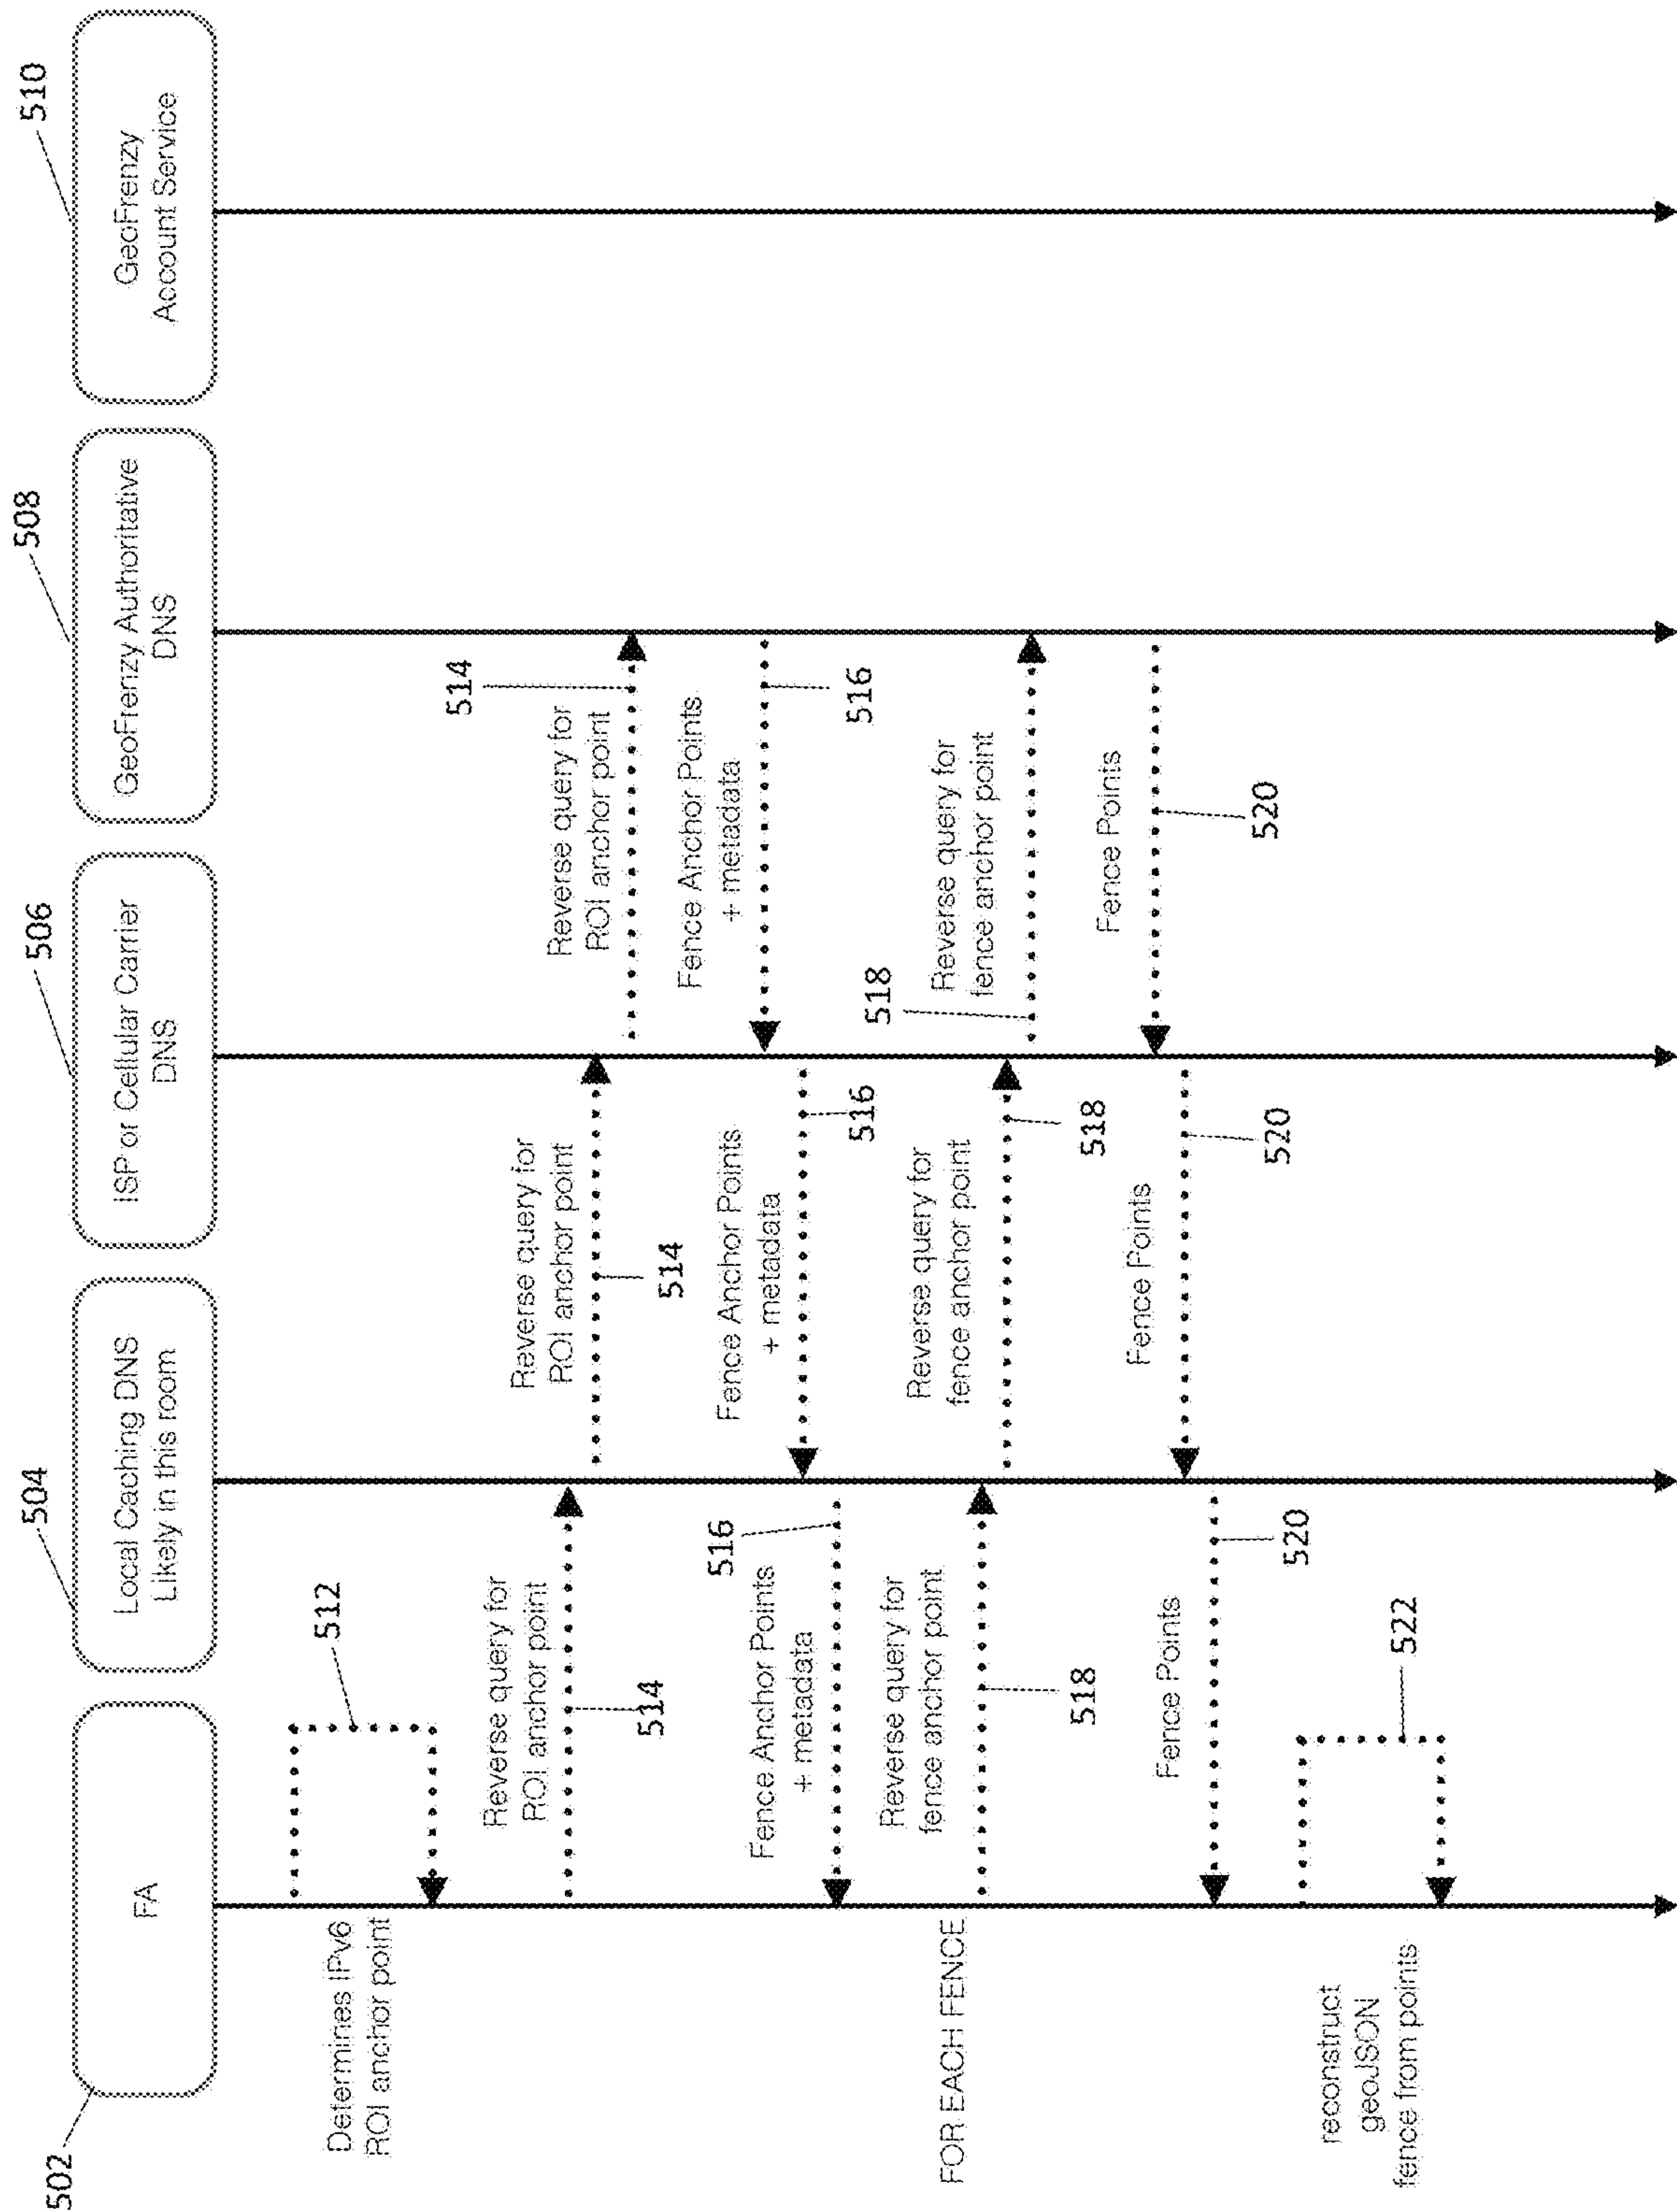 502
FA
504
Local Caching DNS
Likely in this room
506
ISP or Cellular Carrier
DNS
508
GeoFrenzy Authoritative
DNS
510
GeoFrenzy
Account Service
Determines IPv6
ROI anchor point
512
Reverse query for
ROI anchor point
514
Reverse query for
ROI anchor point
514
Reverse query for
ROI anchor point
514
Fence Anchor Points
+ metadata
516
Fence Anchor Points
+ metadata
516
Fence Anchor Points
+ metadata
516
FOR EACH FENCE
Reverse query for
fence anchor point
518
Reverse query for
fence anchor point
518
Reverse query for
fence anchor point
518
Fence Points
520
Fence Points
520
Fence Points
520
reconstruct
geoJSON
fence from points
522